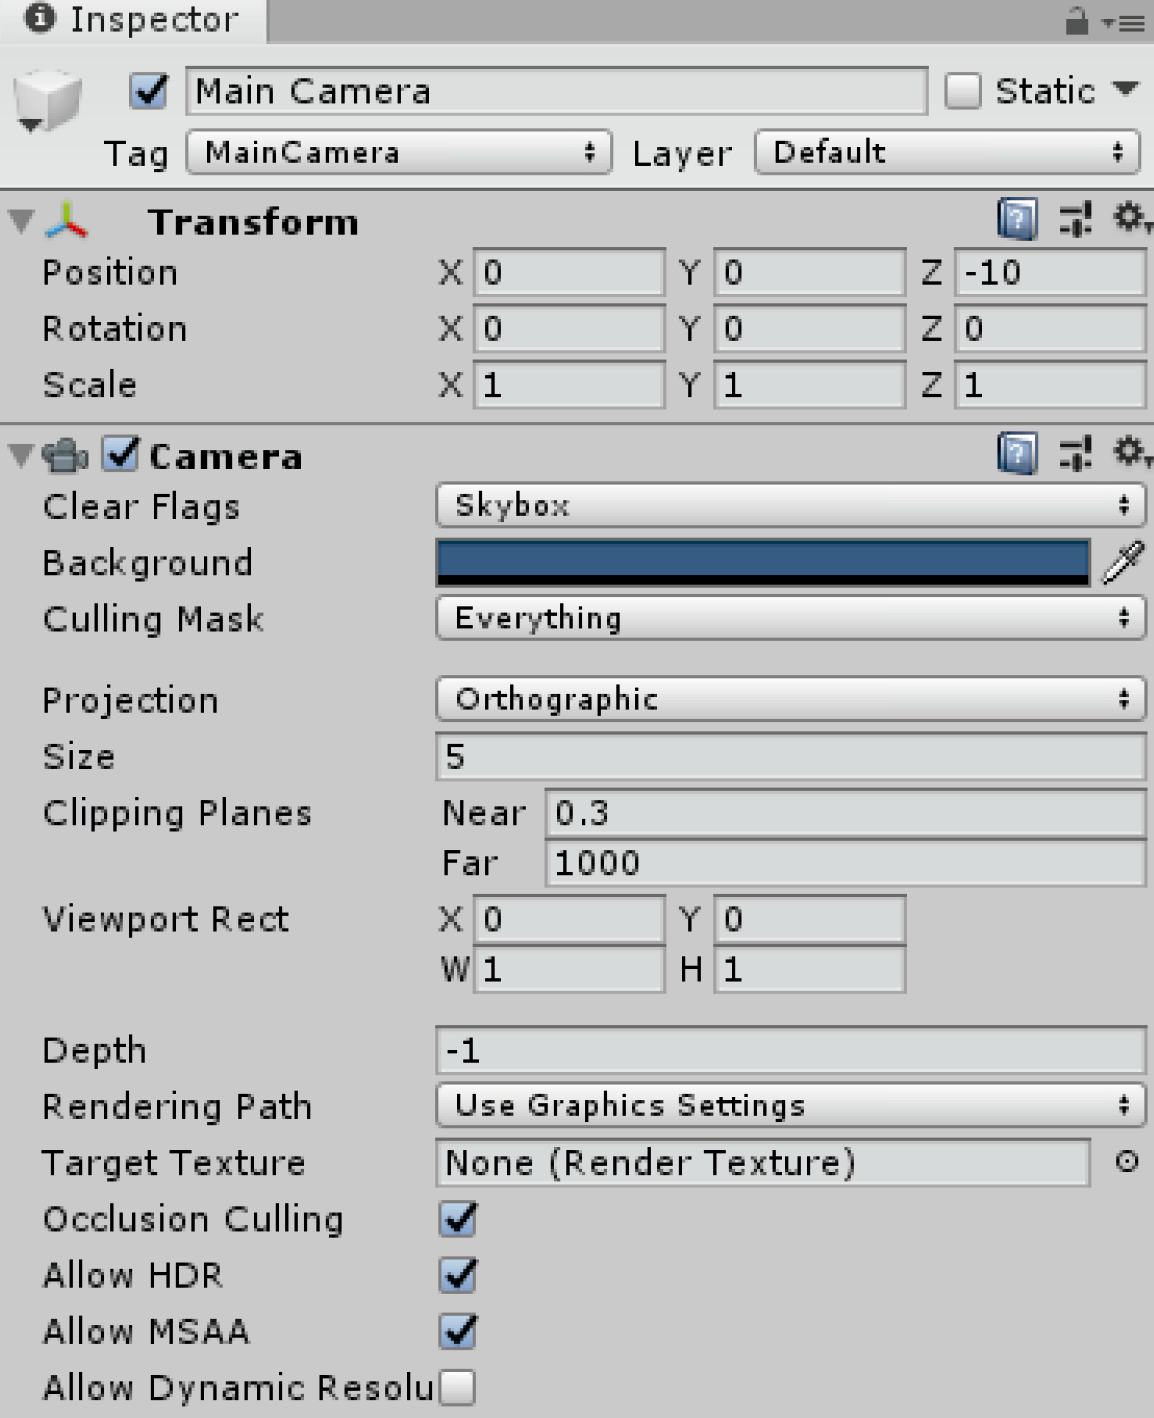 Inspector
Main Camera Static
Tag MainCamera Layer Default
Transform
Position X 0 Y 0 Z -10
Rotation X 0 Y 0 Z 0
Scale X 1 Y 1 Z 1
Camera
Clear Flags Skybox
Background
Culling Mask Everything
Projection Orthographic
Size 5
Clipping Planes Near 0.3
Far 1000
Viewport Rect X 0 Y 0
W 1 H 1
Depth -1
Rendering Path Use Graphics Settings
Target Texture None (Render Texture)
Occlusion Culling
Allow HDR
Allow MSAA
Allow Dynamic Resolu